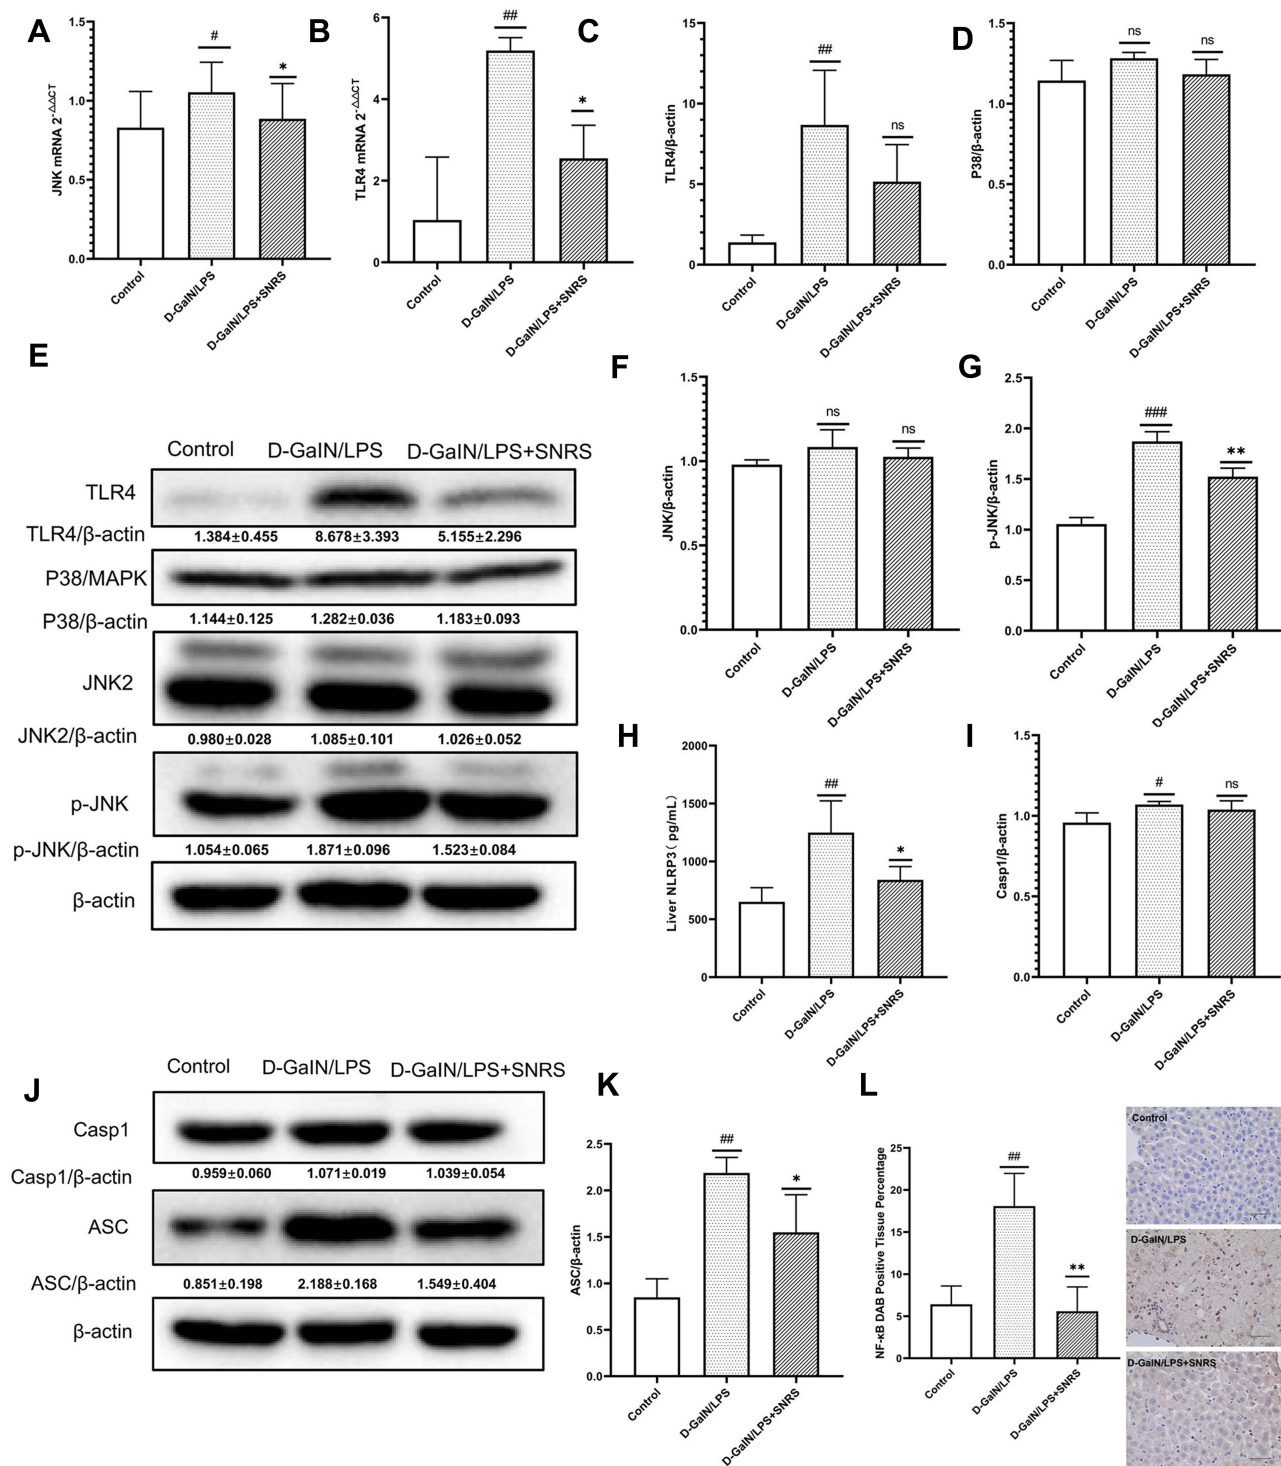 A
JNK mRNA 2^-△△CT
1.5
1.0
0.5
0.0
#
*
Control
D-GalN/LPS
D-GalN/LPS+SNRS
B
TLR4 mRNA 2^-△△CT
6
4
2
0
##
*
Control
D-GalN/LPS
D-GalN/LPS+SNRS
C
TLR4/β-actin
15
10
5
0
##
ns
Control
D-GalN/LPS
D-GalN/LPS+SNRS
D
P38/β-actin
1.5
1.0
0.5
0.0
ns
ns
Control
D-GalN/LPS
D-GalN/LPS+SNRS
E
Control D-GalN/LPS D-GalN/LPS+SNRS
TLR4
TLR4/β-actin 1.384±0.455 8.678±3.393 5.155±2.296
P38/MAPK
P38/β-actin 1.144±0.125 1.282±0.036 1.183±0.093
JNK2
JNK2/β-actin 0.980±0.028 1.085±0.101 1.026±0.052
p-JNK
p-JNK/β-actin 1.054±0.065 1.871±0.096 1.523±0.084
β-actin
F
JNK/β-actin
1.5
1.0
0.5
0.0
ns
ns
Control
D-GalN/LPS
D-GalN/LPS+SNRS
G
p-JNK/β-actin
2.5
2.0
1.5
1.0
0.5
0.0
###
**
Control
D-GalN/LPS
D-GalN/LPS+SNRS
H
Liver NLRP3( pg/mL)
2000
1500
1000
500
0
##
*
Control
D-GalN/LPS
D-GalN/LPS+SNRS
I
Casp1/β-actin
1.5
1.0
0.5
0.0
#
ns
Control
D-GalN/LPS
D-GalN/LPS+SNRS
J
Control D-GalN/LPS D-GalN/LPS+SNRS
Casp1
Casp1/β-actin 0.959±0.060 1.071±0.019 1.039±0.054
ASC
ASC/β-actin 0.851±0.198 2.188±0.168 1.549±0.404
β-actin
K
ASC/β-actin
2.5
2.0
1.5
1.0
0.5
0.0
##
*
Control
D-GalN/LPS
D-GalN/LPS+SNRS
L
NF-κB DAB Positive Tissue Percentage
25
20
15
10
5
0
##
**
Control
D-GalN/LPS
D-GalN/LPS+SNRS
Control
D-GalN/LPS
D-GalN/LPS+SNRS